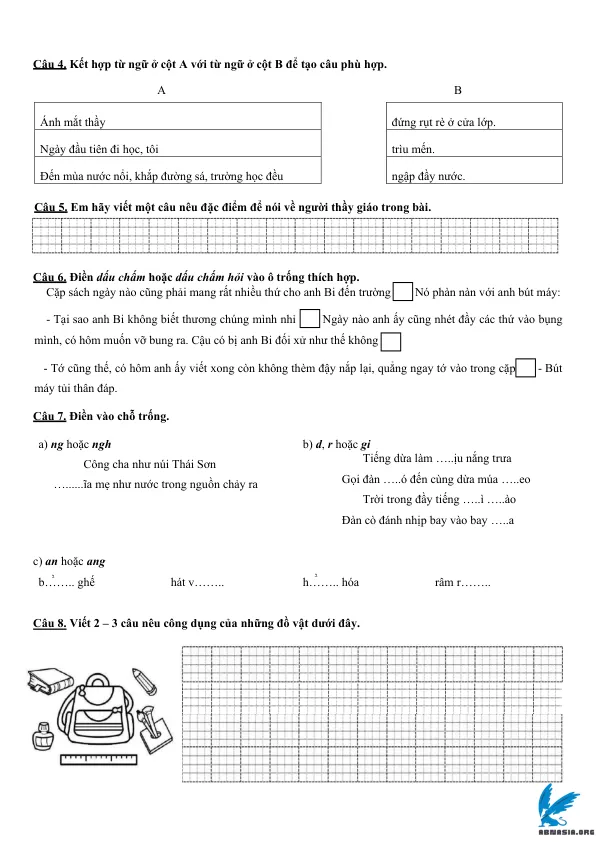 Câu 4. Kết hợp từ ngữ ở cột A với từ ngữ ở cột B để tạo câu phù hợp.
A B
Ánh mắt thầy đứng rụt rè ở cửa lớp.
Ngày đầu tiên đi học, tôi trìu mến.
Đến mùa nước nổi, khắp đường sá, trường học đều ngập đầy nước.
Câu 5. Em hãy viết một câu nêu đặc điểm để nói về người thầy giáo trong bài.
Câu 6. Điền dấu chấm hoặc dấu chấm hỏi vào ô trống thích hợp.
Cặp sách ngày nào cũng phải mang rất nhiều thứ cho anh Bi đến trường Nó phàn nàn với anh bút máy:
- Tại sao anh Bi không biết thương chúng mình nhỉ Ngày nào anh ấy cũng nhét đầy các thứ vào bụng
mình, có hôm muốn vỡ bung ra. Cậu có bị anh Bi đối xử như thế không
- Tớ cũng thế, có hôm anh ấy viết xong còn không thèm đậy nắp lại, quẳng ngay tớ vào trong cặp - Bút
máy tủi thân đáp.
Câu 7. Điền vào chỗ trống.
a) ng hoặc ngh b) d, r hoặc gi
Công cha như núi Thái Sơn
…......ĩa mẹ như nước trong nguồn chảy ra
Tiếng dừa làm …..ịu nắng trưa
Gọi đàn …..ó đến cùng dừa múa …..eo
Trời trong đầy tiếng …..ì …..ào
Đàn cò đánh nhịp bay vào bay …..a
c) an hoặc ang
b…….. ghế hát v…….. h…….. hóa râm r……..
Câu 8. Viết 2 – 3 câu nêu công dụng của những đồ vật dưới đây.
ABNASIA.ORG